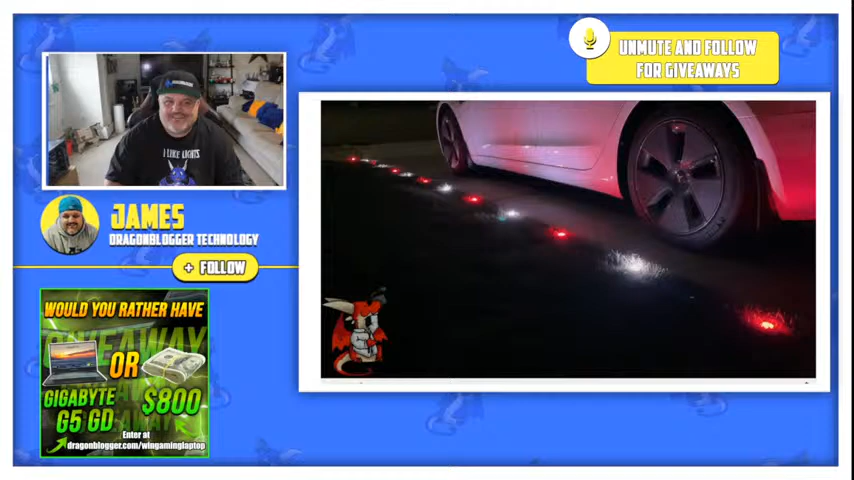 UNMUTE AND FOLLOW
FOR GIVEAWAYS
I LIKE LIGHTS
JAMES
DRAGONBLOGGER TECHNOLOGY
+ FOLLOW
WOULD YOU RATHER HAVE
GIVEAWAY
OR
GIGABYTE
G5 GD
$800
Enter at
dragonblogger.com/wingaminglaptop